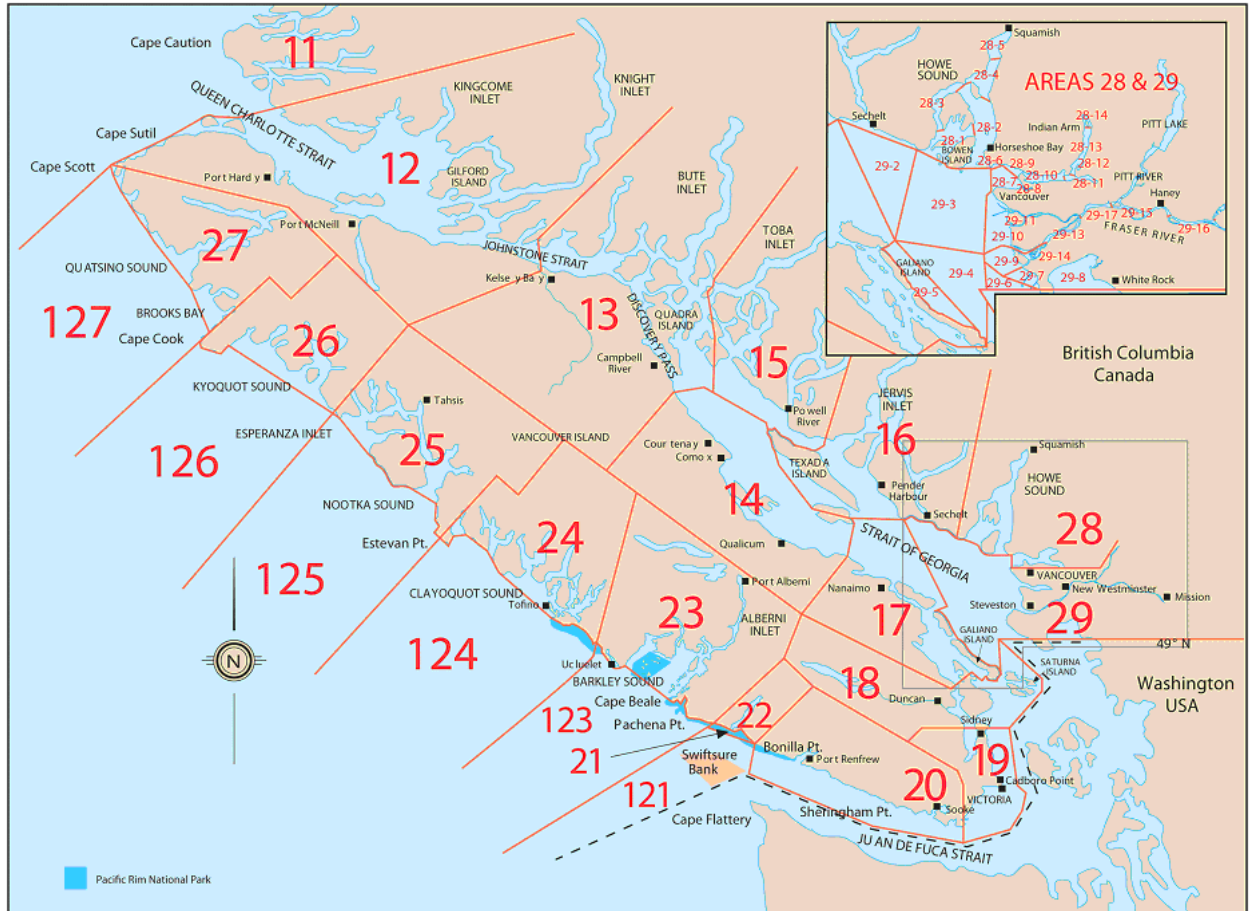 Cape Caution
11
KINGCOME
INLET
KNIGHT
INLET
QUEEN CHARLOTTE STRAIT
Cape Sutil
Cape Scott
12
GILFORD
ISLAND
Port Hard y
BUTE
INLET
Port McNeill
27
TOBA
INLET
QUATSINO SOUND
JOHNSTONE STRAIT
Kelse y Ba y
127
BROOKS BAY
Cape Cook
13
DISCOVERY PASS
QUADRA
ISLAND
26
15
Campbell
River
KYOQUOT SOUND
Tahsis
JERVIS
INLET
Po well
River
ESPERANZA INLET
126
25
VANCOUVER ISLAND
Cour tena y
Como x
TEXAD A
ISLAND
16
Pender
Harbour
Squamish
HOWE
SOUND
NOOTKA SOUND
14
Sechelt
28
Estevan Pt.
24
Qualicum
STRAIT OF GEORGIA
125
CLAYOQUOT SOUND
Tofino
Port Alberni
Nanaimo
VANCOUVER
New Westminster
Mission
Steveston
23
ALBERNI
INLET
17
29
124
GALIANO
ISLAND
49° N
N
Uc luelet
BARKLEY SOUND
SATURNA
ISLAND
Cape Beale
18
Duncan
Washington
USA
123
Pachena Pt.
22
Sidney
21
Swiftsure
Bank
Bonilla Pt.
Port Renfrew
19
Cadboro Point
VICTORIA
121
20
Sooke
Cape Flattery
Sheringham Pt.
JU AN DE FUCA STRAIT
Pacific Rim National Park
British Columbia
Canada
AREAS 28 & 29
Squamish
28-5
HOWE
SOUND
28-4
28-3
Sechelt
28-2
28-14
Indian Arm
PITT LAKE
28-1
BOWEN
ISLAND
Horseshoe Bay
28-13
28-6
28-9
28-12
29-2
28-7
28-10
28-11
28-8
PITT RIVER
Vancouver
Haney
29-3
29-11
29-17
29-15
29-16
FRASER RIVER
29-10
29-13
29-14
29-9
GALIANO
ISLAND
29-4
29-7
29-8
29-6
White Rock
29-5